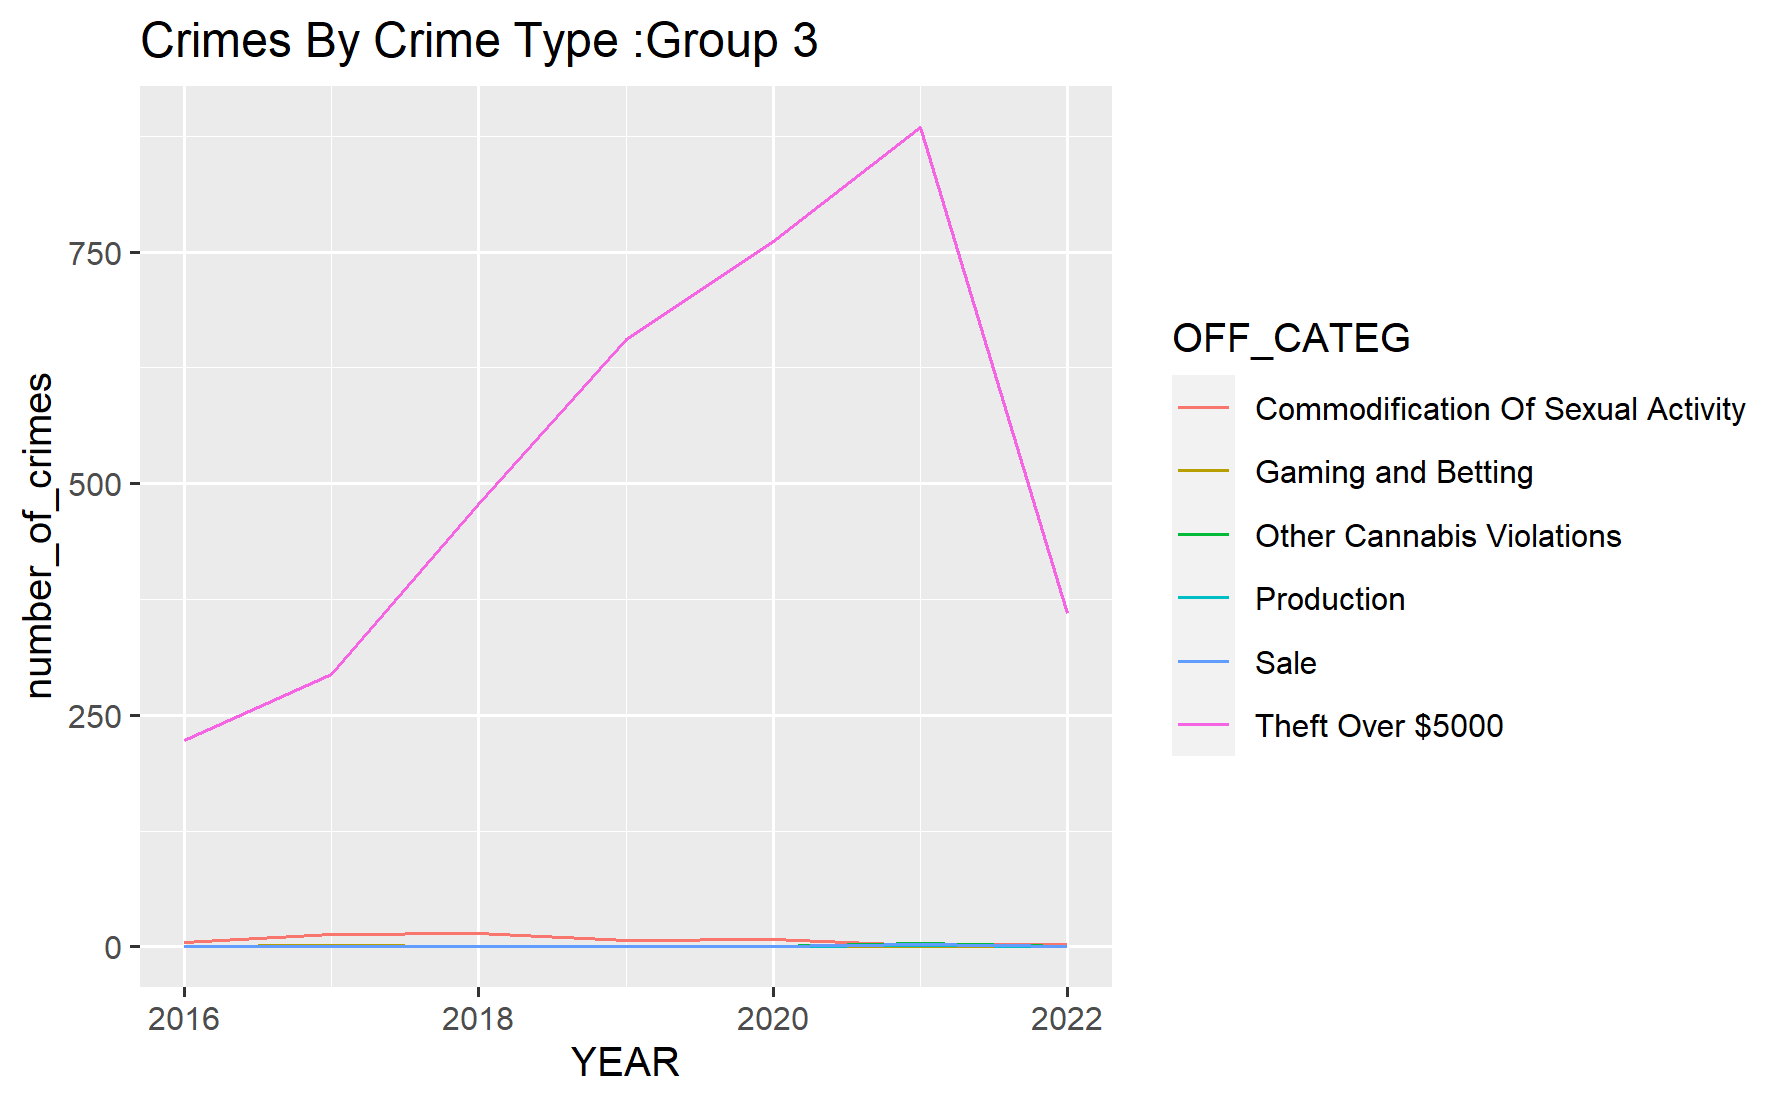 Crimes By Crime Type :Group 3
number_of_crimes
750
500
250
0
2016
2018
2020
2022
YEAR
OFF_CATEG
Commodification Of Sexual Activity
Gaming and Betting
Other Cannabis Violations
Production
Sale
Theft Over $5000